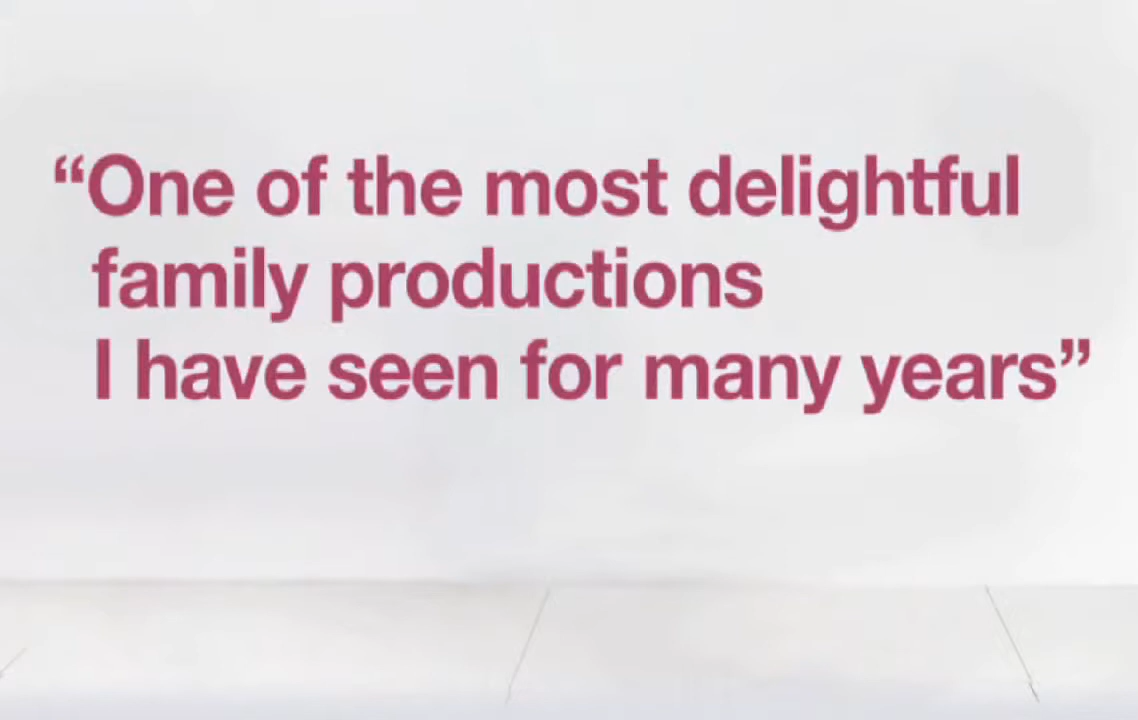 “One of the most delightful
family productions
I have seen for many years”